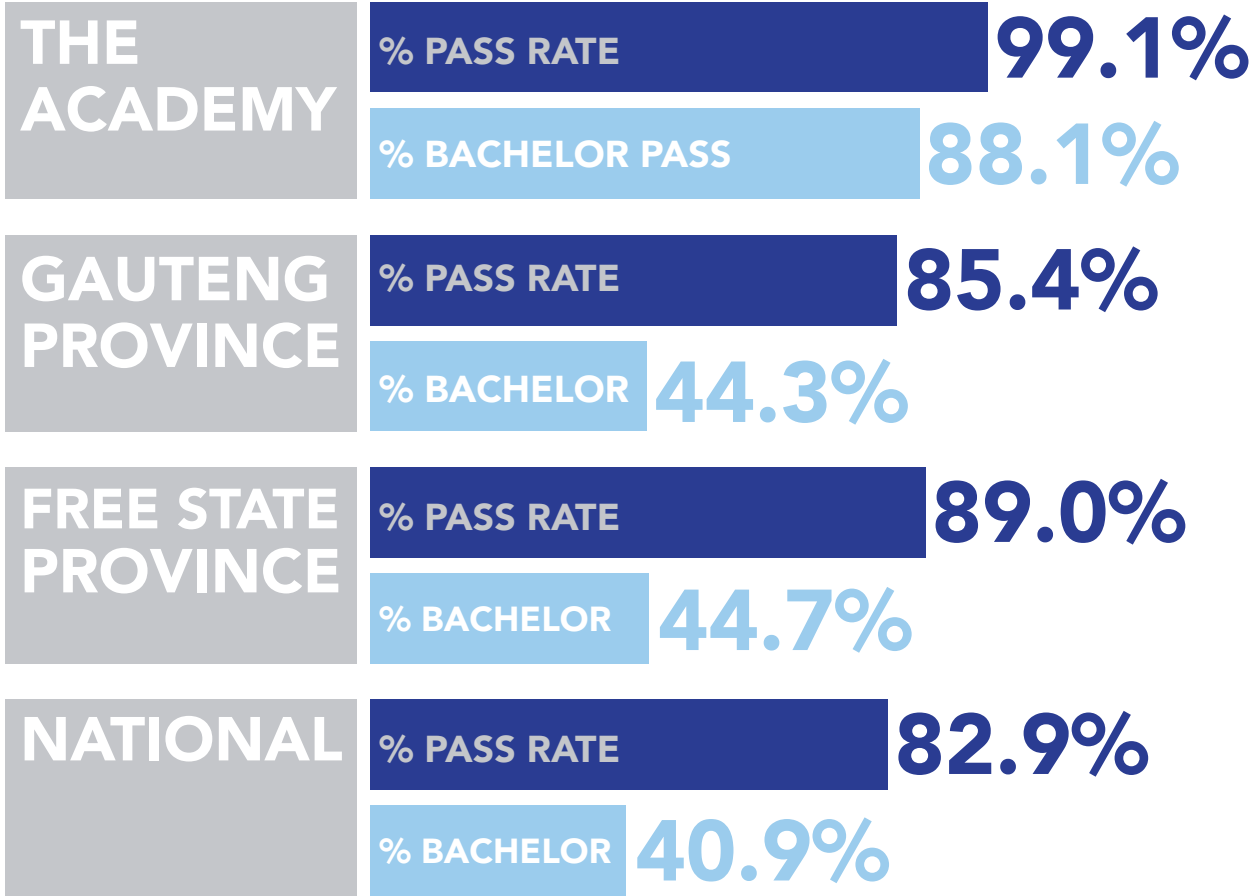 THE
ACADEMY
% PASS RATE
99.1%
% BACHELOR PASS
88.1%
GAUTENG
PROVINCE
% PASS RATE
85.4%
% BACHELOR
44.3%
FREE STATE
PROVINCE
% PASS RATE
89.0%
% BACHELOR
44.7%
NATIONAL
% PASS RATE
82.9%
% BACHELOR
40.9%